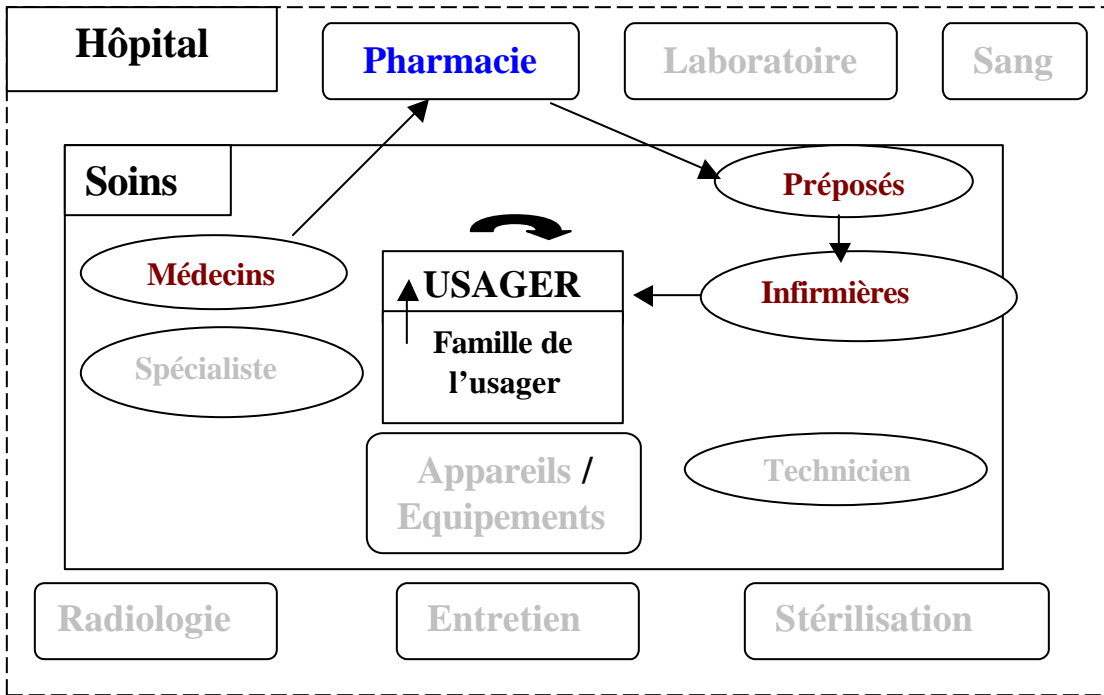 Hôpital
Pharmacie
Laboratoire
Sang
Soins
Préposés
Médecins
USAGER
Infirmières
Famille de
l’usager
Spécialiste
Appareils /
Equipements
Technicien
Radiologie
Entretien
Stérilisation